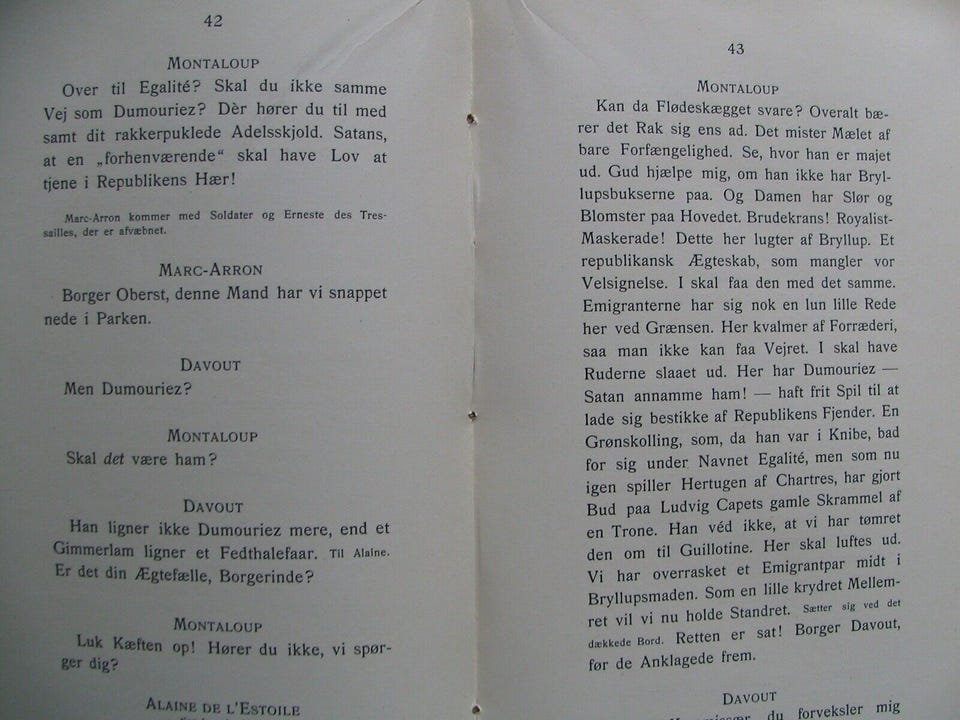 42
MONTALOUP
Over til Egalité? Skal du ikke samme
Vej som Dumouriez? Dèr hører du til med
samt dit rakkerpuklede Adelsskjold. Satans,
at en „forhenværende“ skal have Lov at
tjene i Republikens Hær!
Marc-Arron kommer med Soldater og Erneste des Tres-
sailles, der er afvæbnet.
MARC-ARRON
Borger Oberst, denne Mand har vi snappet
nede i Parken.
DAVOUT
Men Dumouriez?
MONTALOUP
Skal det være ham?
DAVOUT
Han ligner ikke Dumouriez mere, end et
Gimmerlam ligner et Fedthalefaar. Til Alaine.
Er det din Ægtefælle, Borgerinde?
MONTALOUP
Luk Kæften op! Hører du ikke, vi spør-
ger dig?
ALAINE DE L'ESTOILE
43
MONTALOUP
Kan da Flødeskægget svare? Overalt bæ-
rer det Rak sig ens ad. Det mister Mælet af
bare Forfængelighed. Se, hvor han er majet
ud. Gud hjælpe mig, om han ikke har Bryl-
lupsbukserne paa. Og Damen har Slør og
Blomster paa Hovedet. Brudekrans! Royalist-
Maskerade! Dette her lugter af Bryllup. Et
republikansk Ægteskab, som mangler vor
Velsignelse. I skal faa den med det samme.
Emigranterne har sig nok en lun lille Rede
her ved Grænsen. Her kvalmer af Forræderi,
saa man ikke kan faa Vejret. I skal have
Ruderne slaaet ud. Her har Dumouriez —
Satan annamme ham! — haft frit Spil til at
lade sig bestikke af Republikens Fjender. En
Grønskolling, som, da han var i Knibe, bad
for sig under Navnet Egalité, men som nu
igen spiller Hertugen af Chartres, har gjort
Bud paa Ludvig Capets gamle Skrammel af
en Trone. Han véd ikke, at vi har tømret
den om til Guillotine. Her skal luftes ud.
Vi har overrasket et Emigrantpar midt i
Bryllupsmaden. Som en lille krydret Mellem-
ret vil vi nu holde Standret. Sætter sig ved det
dækkede Bord. Retten er sat! Borger Davout,
før de Anklagede frem.
DAVOUT
du forveksler mig